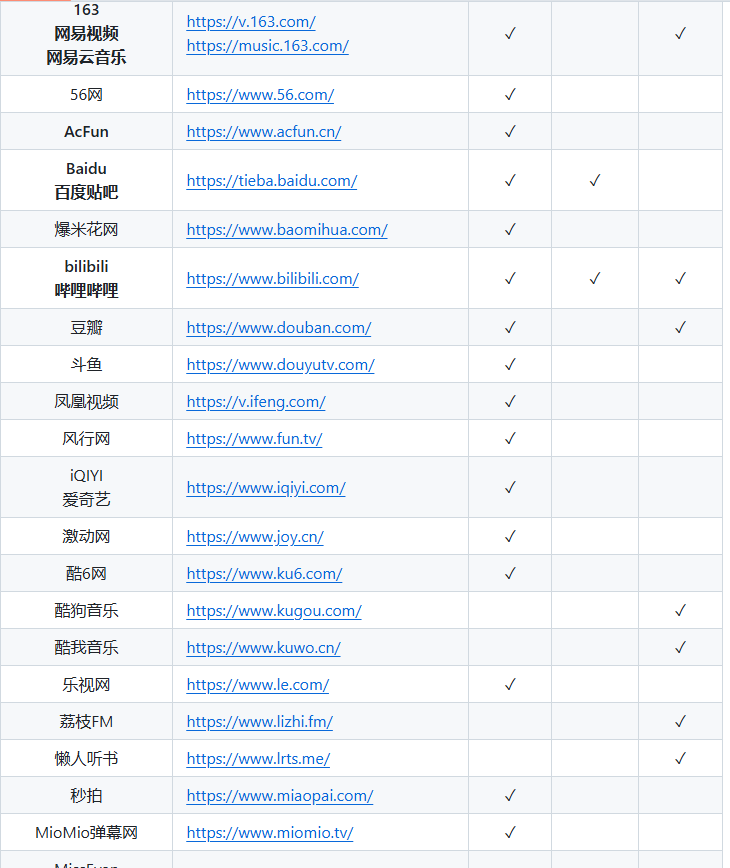 163
网易视频
网易云音乐
https://v.163.com/
https://music.163.com/
✓ ✓
56网 https://www.56.com/ ✓
AcFun https://www.acfun.cn/ ✓
Baidu
百度贴吧
https://tieba.baidu.com/ ✓ ✓
爆米花网 https://www.baomihua.com/ ✓
bilibili
哔哩哔哩
https://www.bilibili.com/ ✓ ✓ ✓
豆瓣 https://www.douban.com/ ✓ ✓
斗鱼 https://www.douyutv.com/ ✓
凤凰视频 https://v.ifeng.com/ ✓
风行网 https://www.fun.tv/ ✓
iQIYI
爱奇艺
https://www.iqiyi.com/ ✓
激动网 https://www.joy.cn/ ✓
酷6网 https://www.ku6.com/ ✓
酷狗音乐 https://www.kugou.com/ ✓
酷我音乐 https://www.kuwo.cn/ ✓
乐视网 https://www.le.com/ ✓
荔枝FM https://www.lizhi.fm/ ✓
懒人听书 https://www.lrts.me/ ✓
秒拍 https://www.miaopai.com/ ✓
MioMio弹幕网 https://www.miomio.tv/ ✓